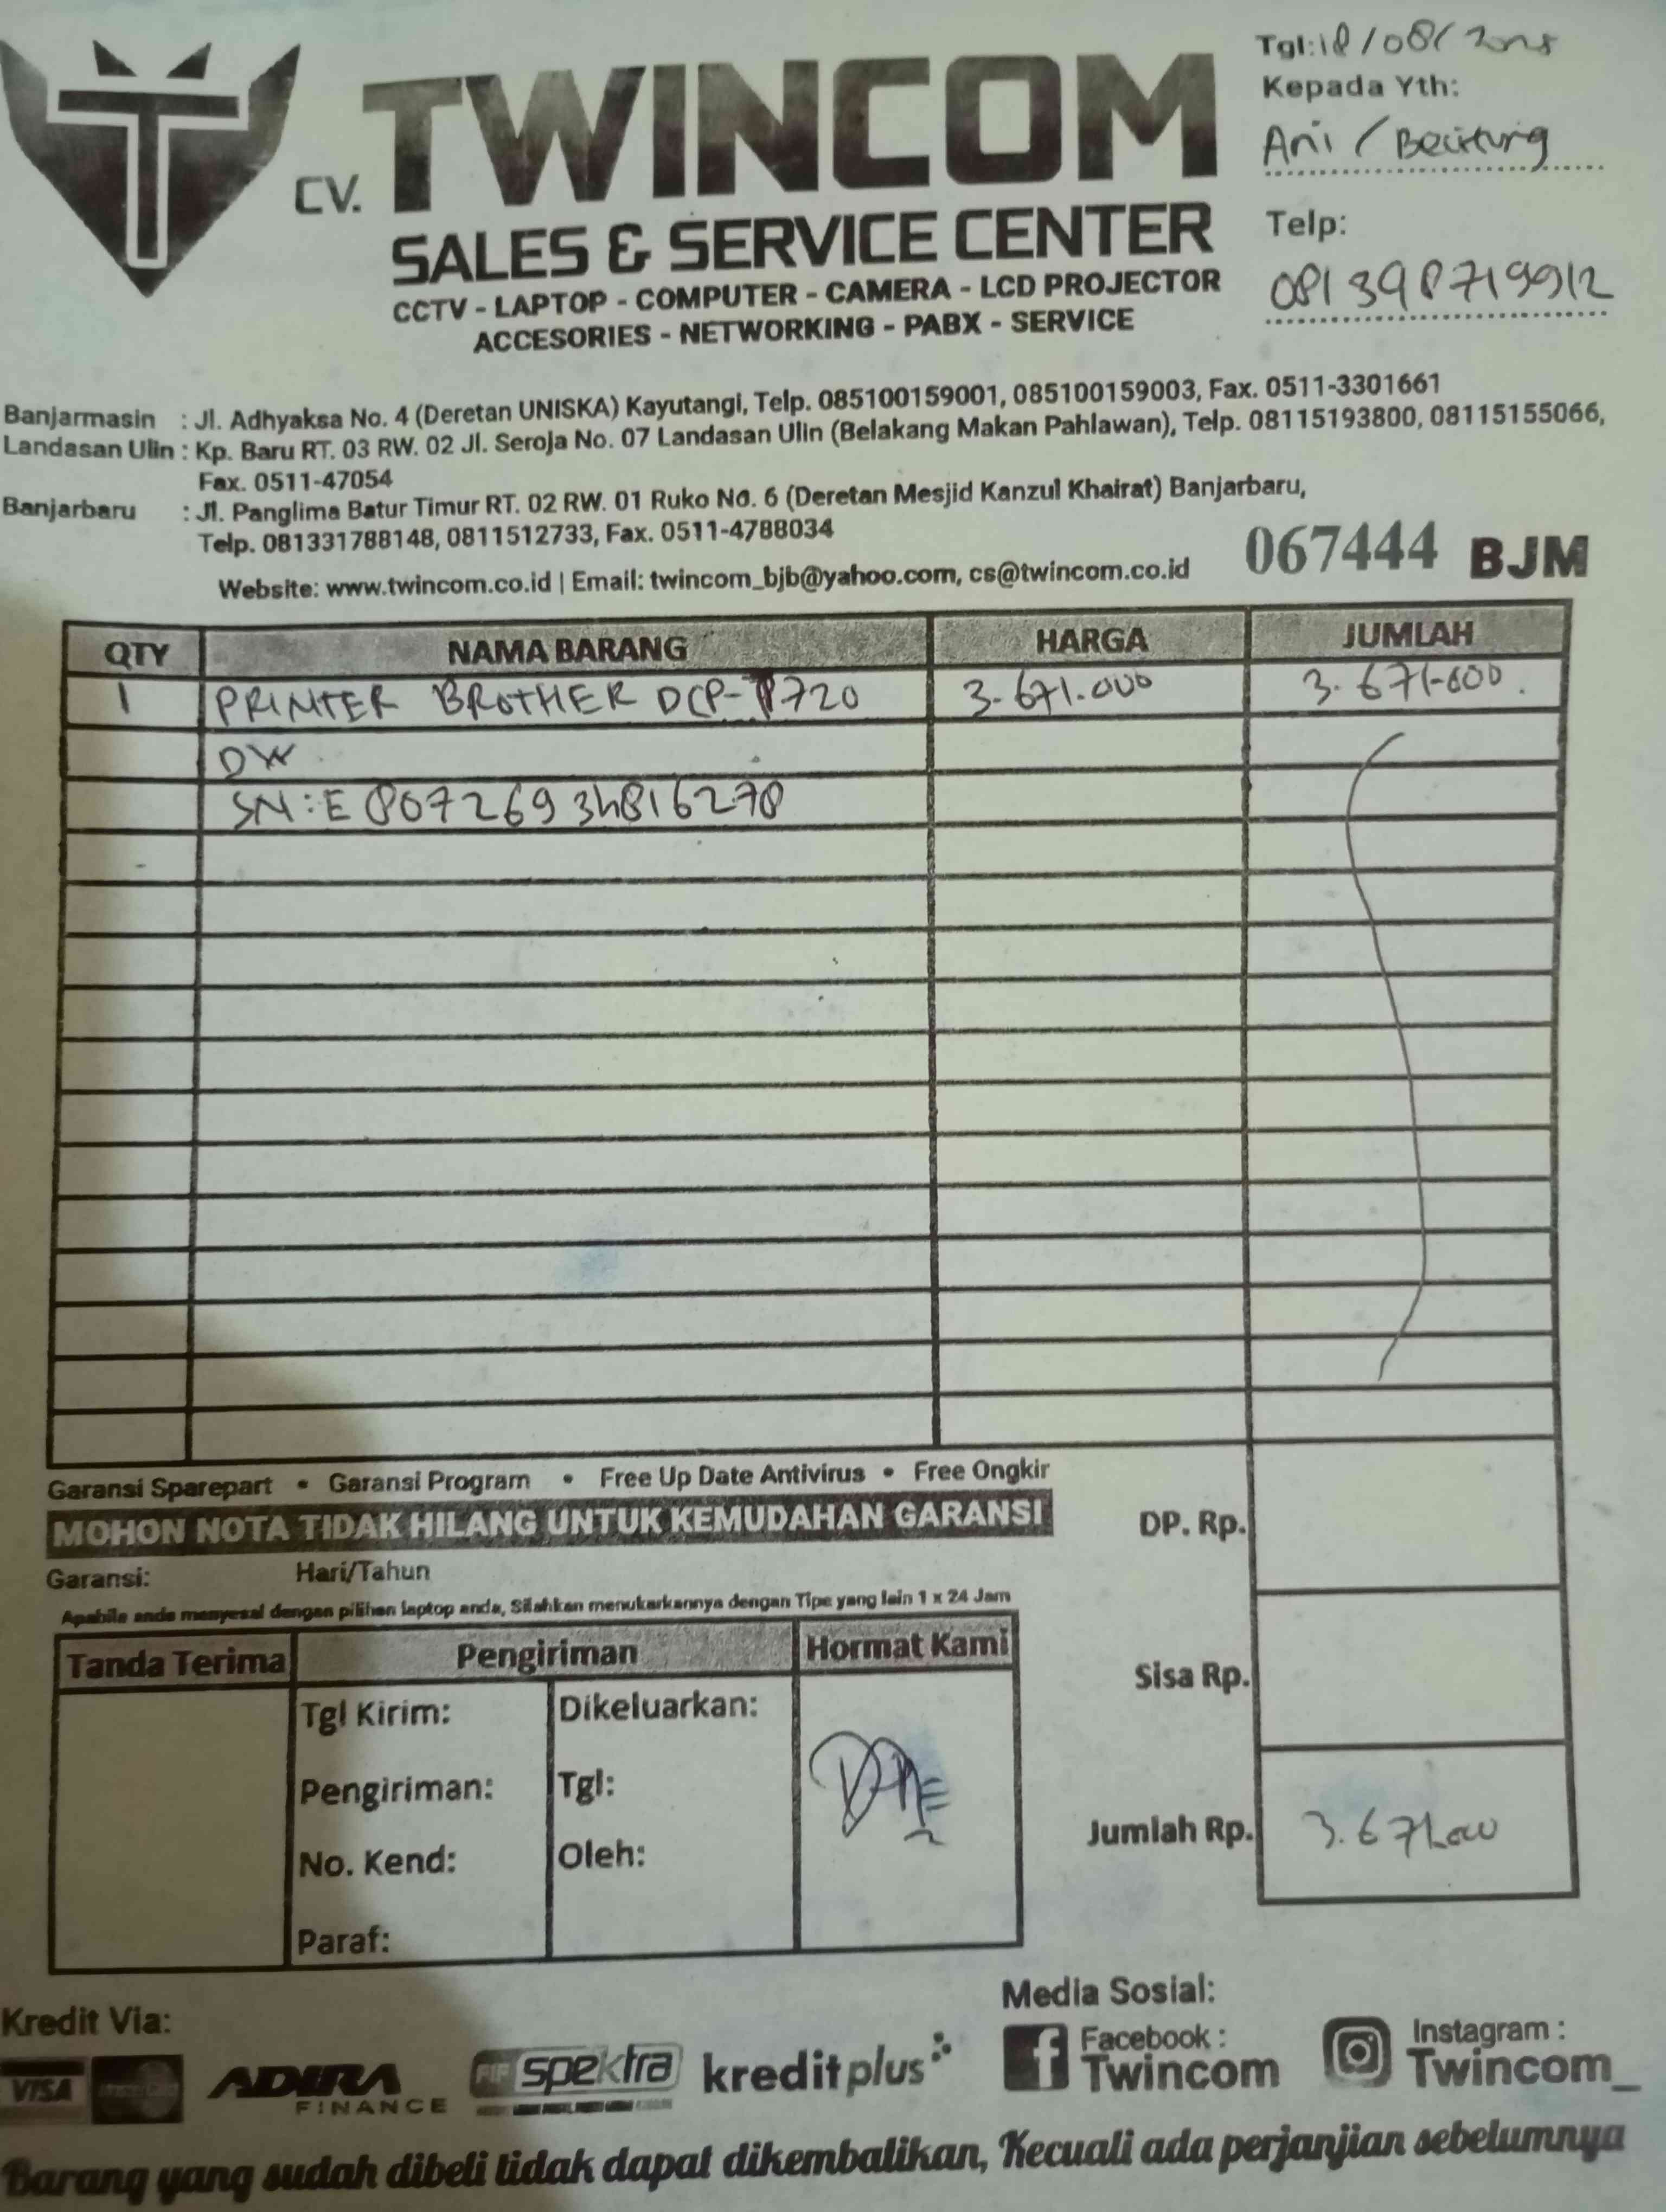 Tgl: 18/08/2025
Kepada Yth:
Ani / Belitung
Telp:
081398719912
CV. TWINCOM
SALES & SERVICE CENTER
CCTV - LAPTOP - COMPUTER - CAMERA - LCD PROJECTOR
ACCESORIES - NETWORKING - PABX - SERVICE
Banjarmasin : Jl. Adhyaksa No. 4 (Deretan UNISKA) Kayutangi, Telp. 085100159001, 085100159003, Fax. 0511-3301661
Landasan Ulin : Kp. Baru RT. 03 RW. 02 Jl. Seroja No. 07 Landasan Ulin (Belakang Makan Pahlawan), Telp. 08115193800, 08115155066,
Fax. 0511-47054
Banjarbaru : Jl. Panglima Batur Timur RT. 02 RW. 01 Ruko No. 6 (Deretan Mesjid Kanzul Khairat) Banjarbaru,
Telp. 081331788148, 0811512733, Fax. 0511-4788034
Website: www.twincom.co.id | Email: twincom_bjb@yahoo.com, cs@twincom.co.id
067444 BJM
QTY NAMA BARANG HARGA JUMLAH
1 PRINTER BROTHER DCP-T720 3.671.000 3.671.000
DW
SN: E80726934816278
Garansi Sparepart • Garansi Program • Free Up Date Antivirus • Free Ongkir
MOHON NOTA TIDAK HILANG UNTUK KEMUDAHAN GARANSI
Garansi: Hari/Tahun
Apabila anda menyesal dengan pilihan laptop anda, Silahkan menukarkannya dengan Tipe yang lain 1 x 24 Jam
DP. Rp.
Sisa Rp.
Jumlah Rp. 3.671.000
Tanda Terima Pengiriman Hormat Kami
Tgl Kirim: Dikeluarkan:
Pengiriman: Tgl:
No. Kend: Oleh:
Paraf:
Kredit Via:
VISA
ADIRA FINANCE
FIF spektra
kreditplus
Media Sosial:
Facebook :
Twincom
Instagram :
Twincom_
Barang yang sudah dibeli tidak dapat dikembalikan, Kecuali ada perjanjian sebelumnya